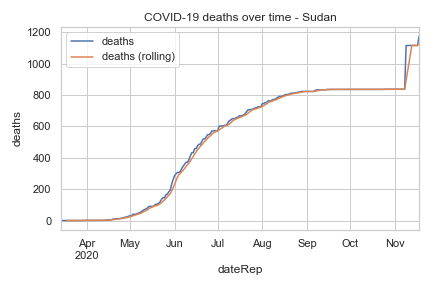 COVID-19 deaths over time - Sudan
deaths
deaths (rolling)
1200
1000
800
600
400
200
0
deaths
Apr
2020
May
Jun
Jul
Aug
Sep
Oct
Nov
dateRep